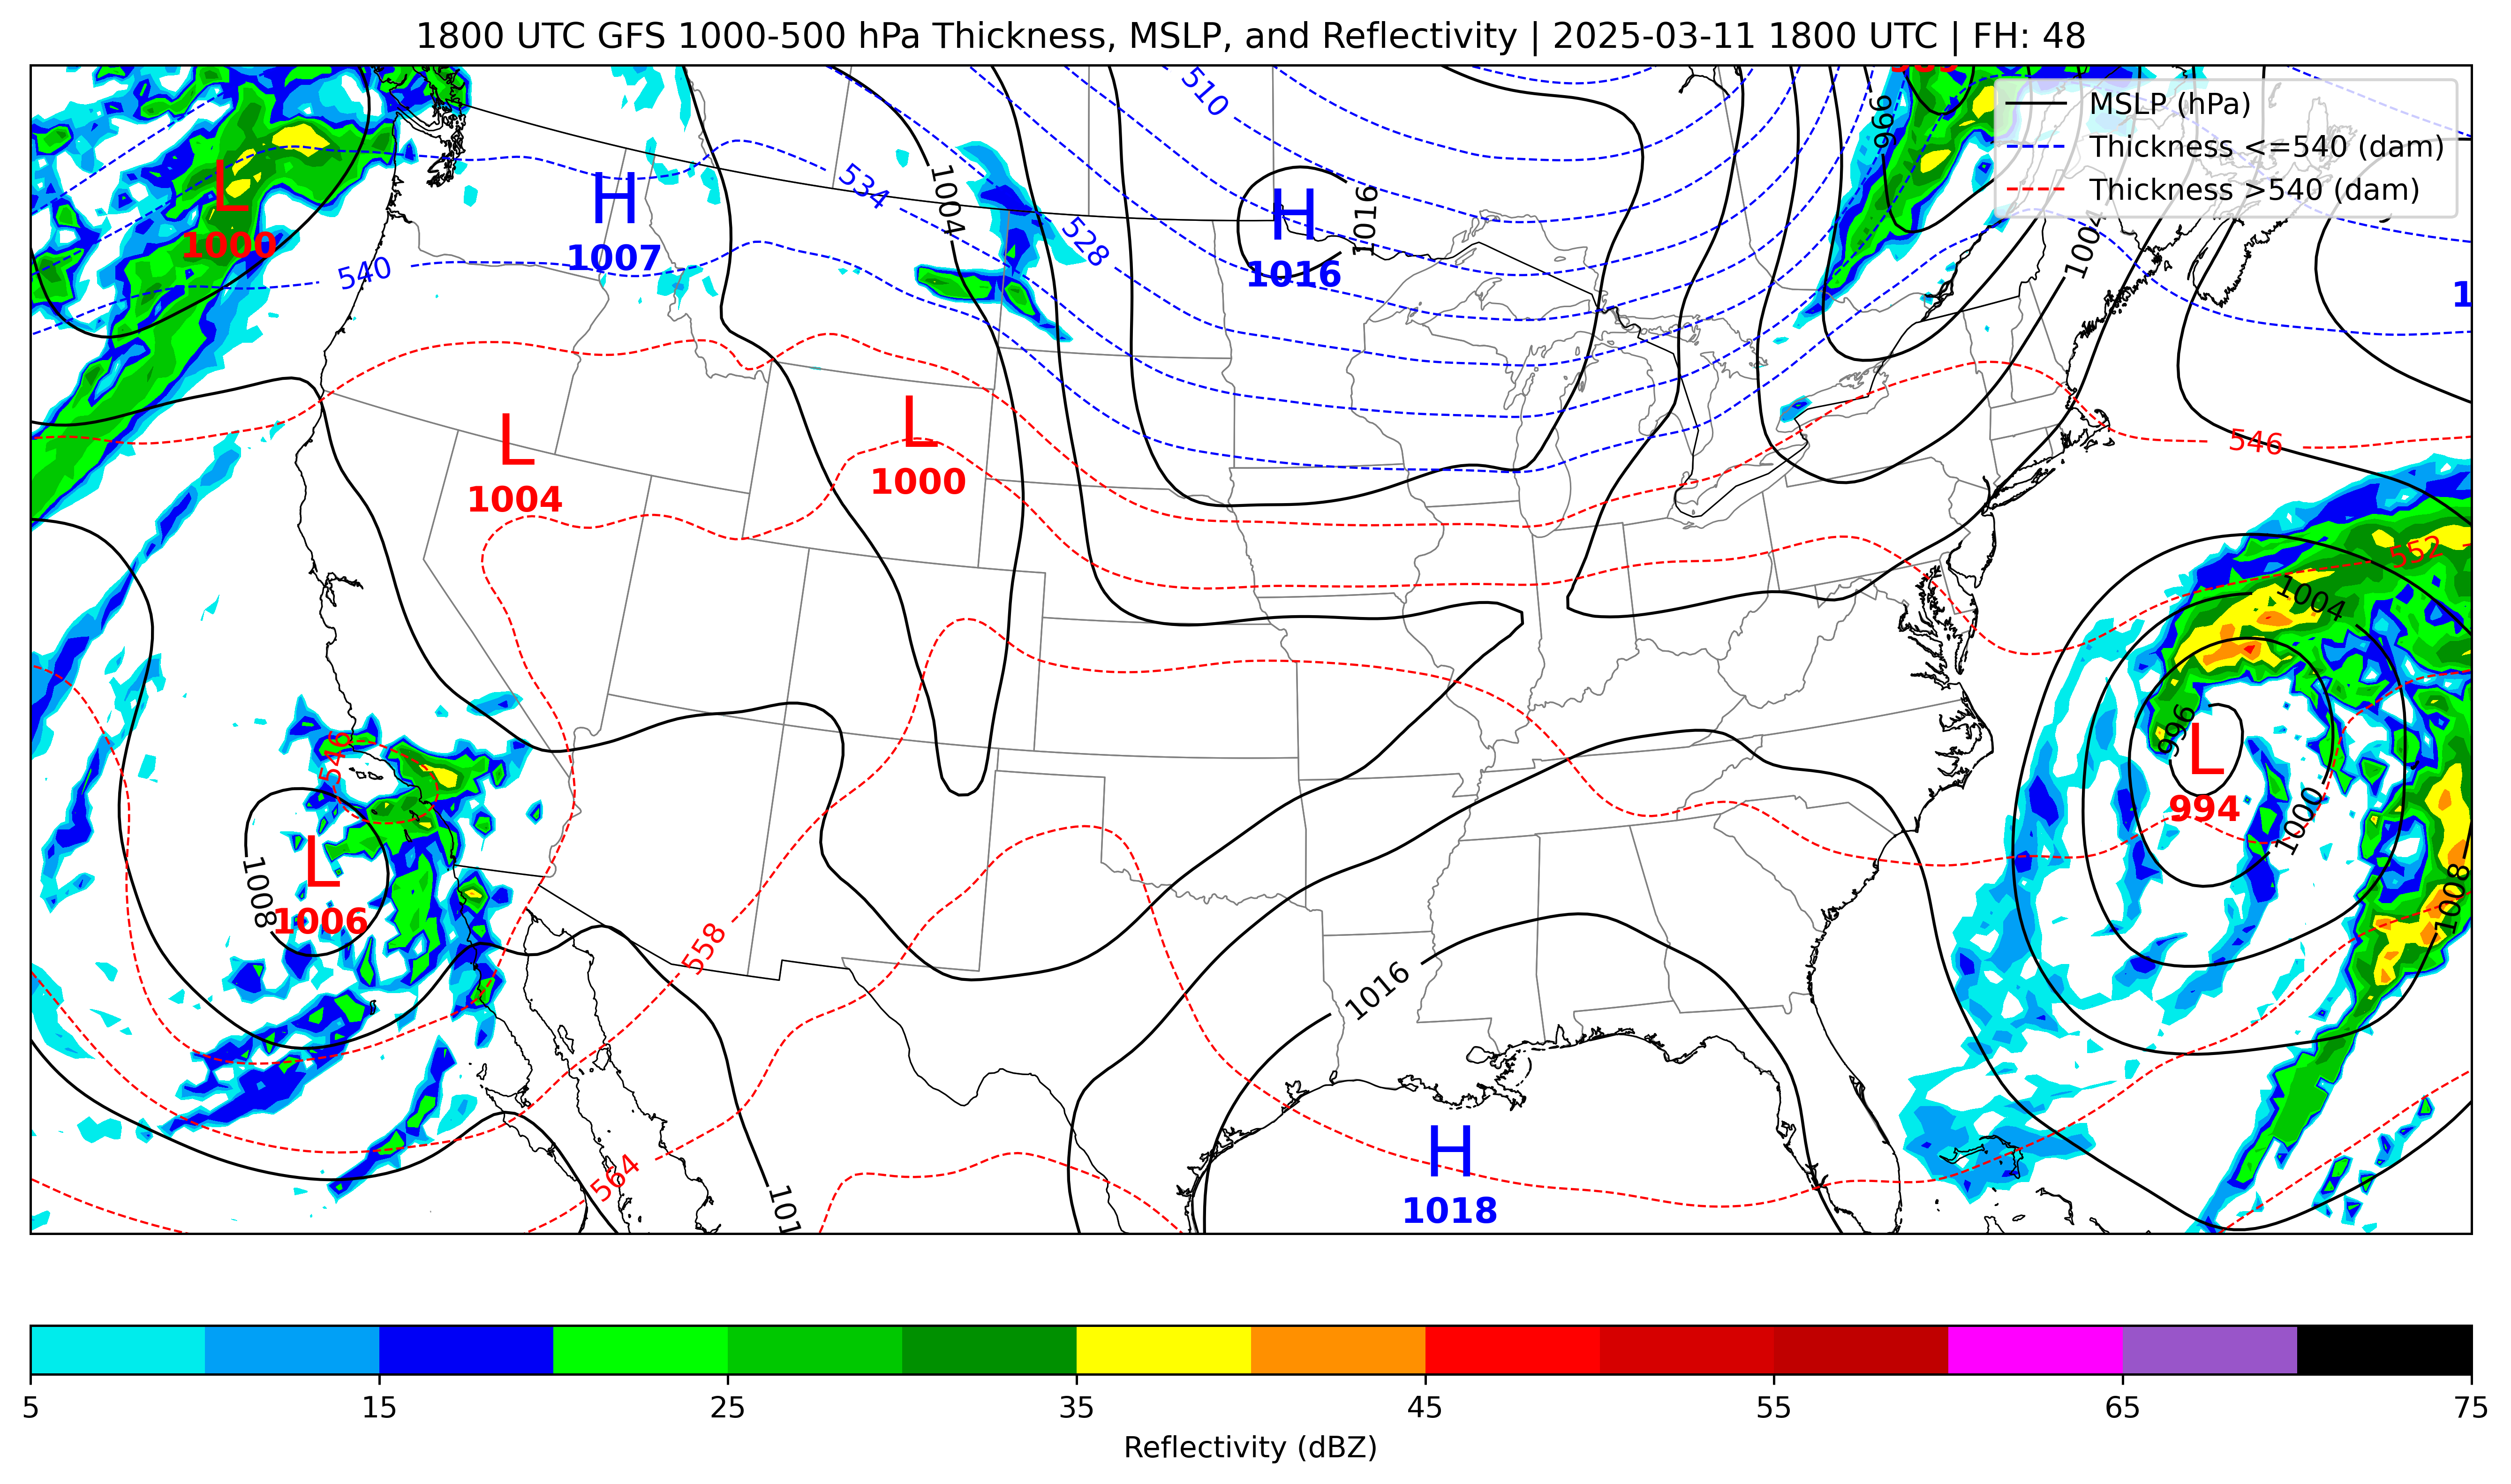 1800 UTC GFS 1000-500 hPa Thickness, MSLP, and Reflectivity | 2025-03-11 1800 UTC | FH: 48
MSLP (hPa)
Thickness <=540 (dam)
Thickness >540 (dam)
510
996
L
1000
H
1007
534
1004
528
H
1016
1016
1004
540
1
L
1004
L
1000
546
552
1004
546
996
L
994
1000
L
1006
1008
1008
558
1016
564
101
H
1018
5 15 25 35 45 55 65 75
Reflectivity (dBZ)